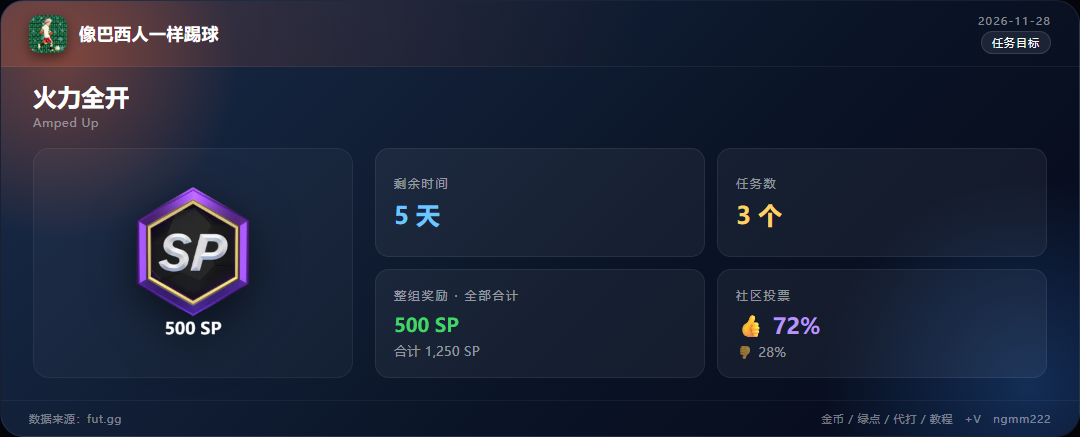 像巴西人一样踢球
2026-11-28
任务目标
火力全开
Amped Up
SP
500 SP
剩余时间
5 天
任务数
3 个
整组奖励 · 全部合计
500 SP
合计 1,250 SP
社区投票
👍 72%
👎 28%
数据来源：fut.gg
金币 / 绿点 / 代打 / 教程 +V ngmm222